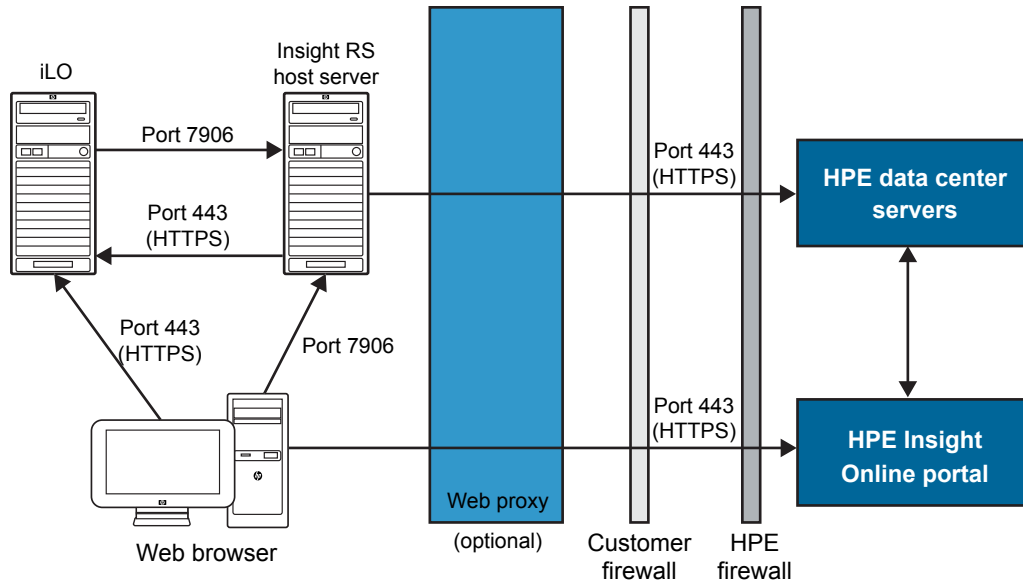 iLO
Insight RS
host server
Port 7906
Port 443
(HTTPS)
Port 443
(HTTPS)
HPE data center
servers
Port 443
(HTTPS)
Port 7906
Port 443
(HTTPS)
HPE Insight
Online portal
Web proxy
(optional)
Customer
firewall
HPE
firewall
Web browser